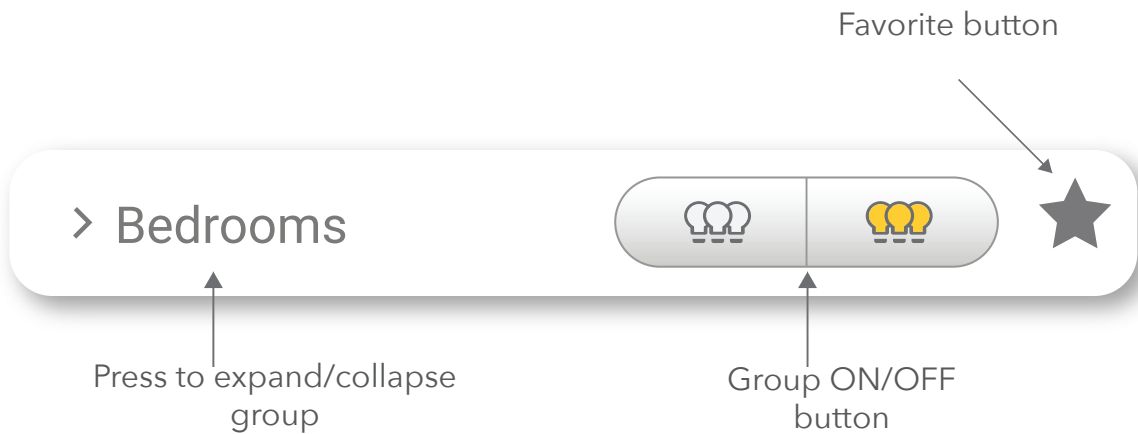 Favorite button
Bedrooms
Press to expand/collapse
group
Group ON/OFF
button